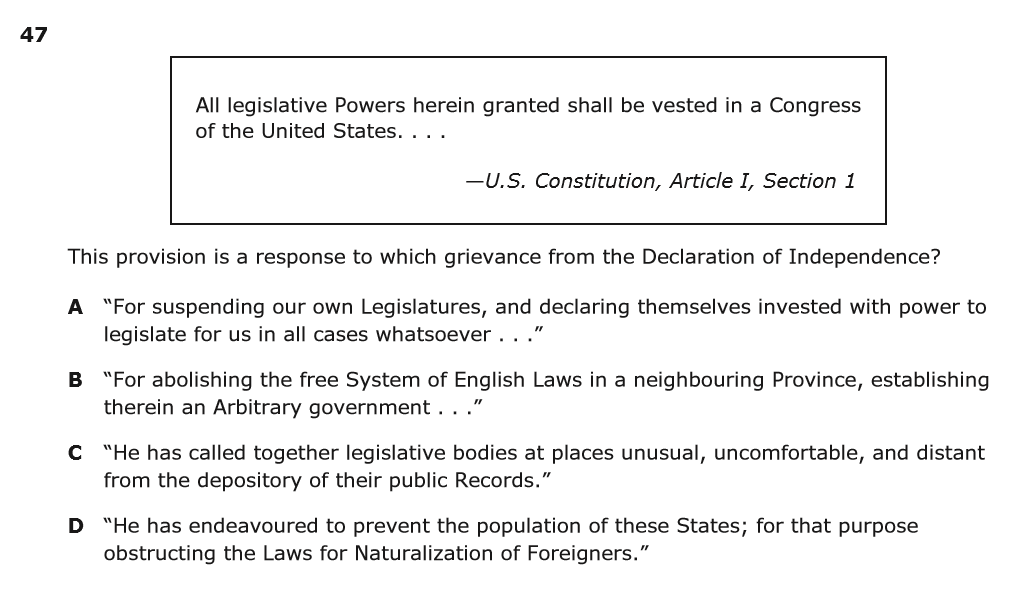 47
All legislative Powers herein granted shall be vested in a Congress
of the United States. . . .
—U.S. Constitution, Article I, Section 1
This provision is a response to which grievance from the Declaration of Independence?
A “For suspending our own Legislatures, and declaring themselves invested with power to
legislate for us in all cases whatsoever . . .”
B “For abolishing the free System of English Laws in a neighbouring Province, establishing
therein an Arbitrary government . . .”
C “He has called together legislative bodies at places unusual, uncomfortable, and distant
from the depository of their public Records.”
D “He has endeavoured to prevent the population of these States; for that purpose
obstructing the Laws for Naturalization of Foreigners.”